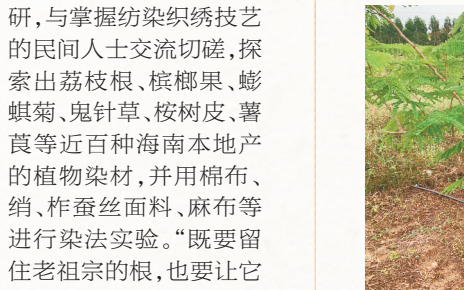 研,与掌握纺染织绣技艺
的民间人士交流切磋,探
索出荔枝根、槟榔果、蟛
蜞菊、鬼针草、桉树皮、薯
莨等近百种海南本地产
的植物染材,并用棉布、
绡、柞蚕丝面料、麻布等
进行染法实验。“既要留
住老祖宗的根,也要让它